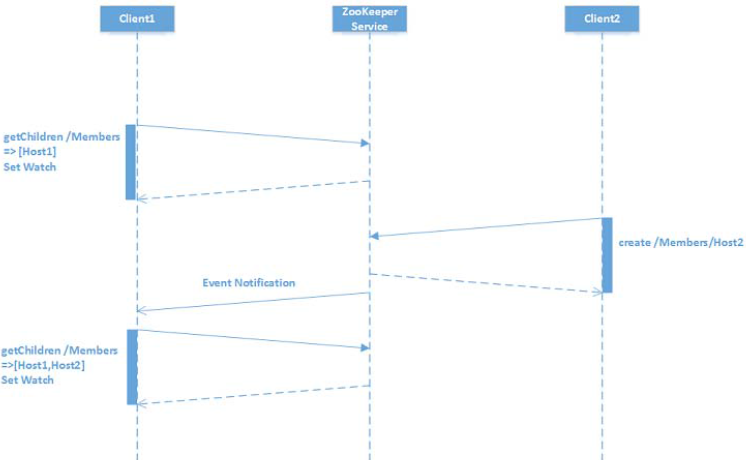 Client1
ZooKeeper
Service
Client2
getChildren /Members
=> [Host1]
Set Watch
create /Members/Host2
Event Notification
getChildren /Members
=>[Host1,Host2]
Set Watch